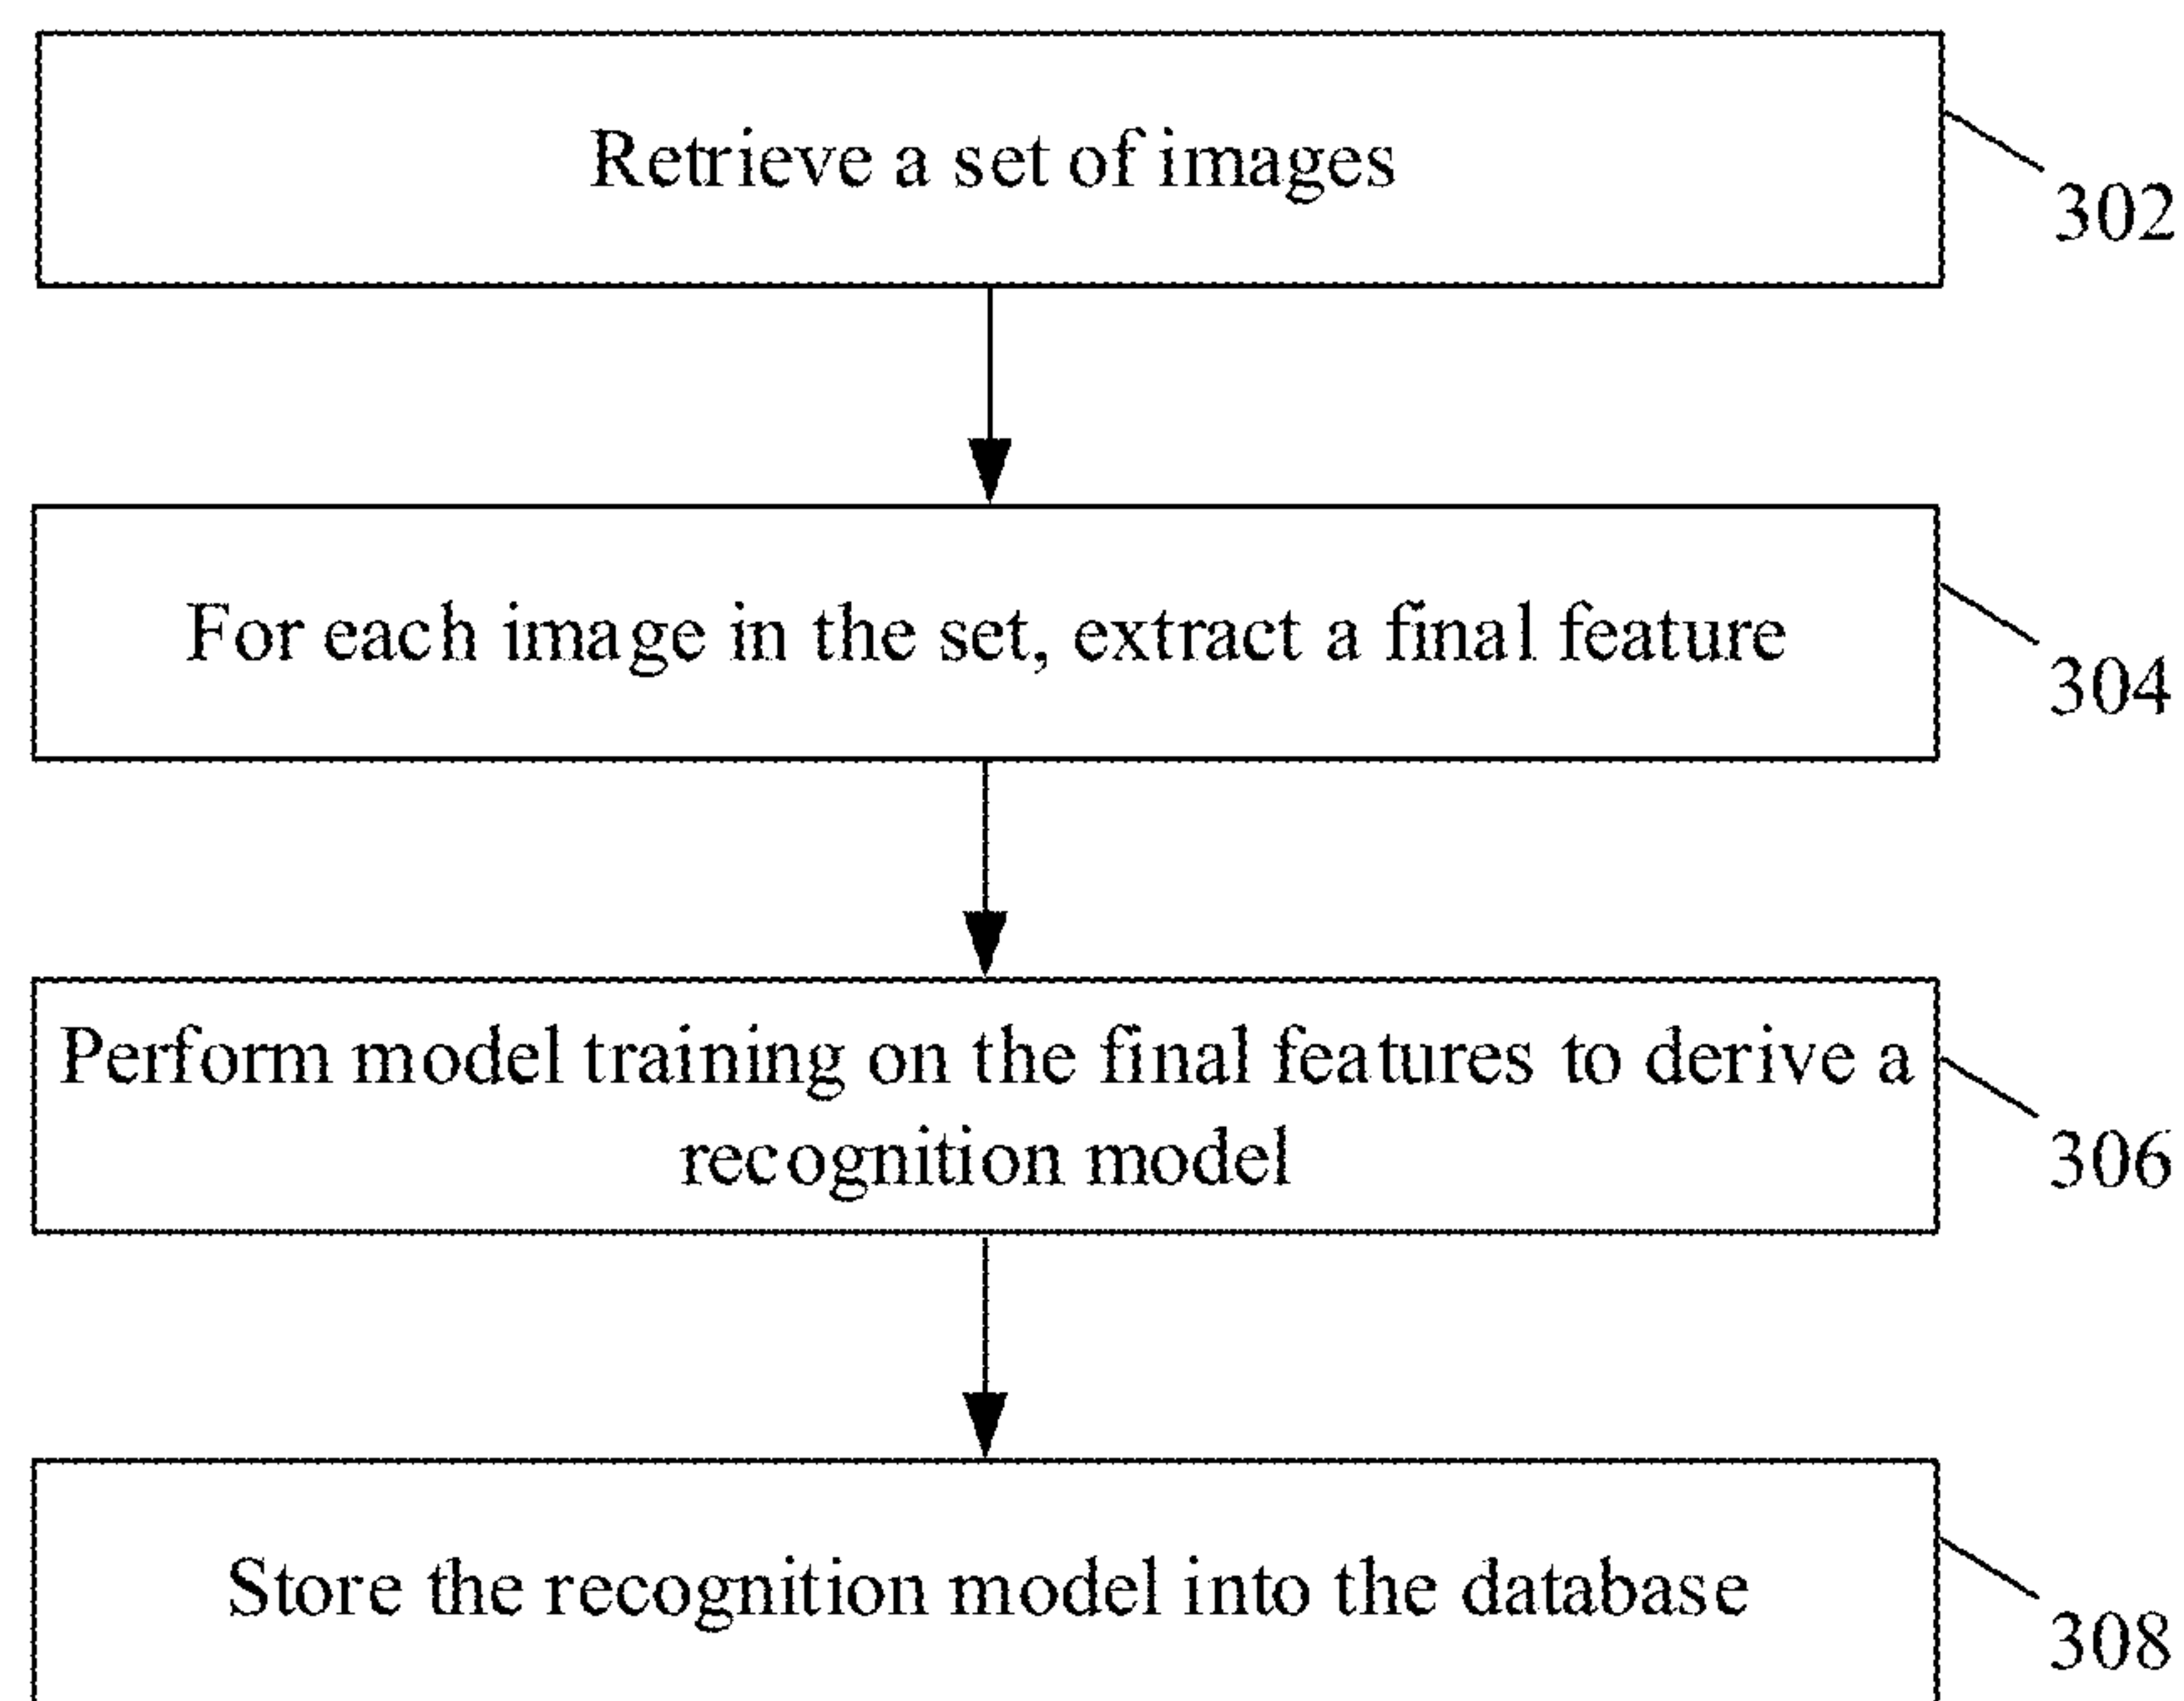 Retrieve a set of images
302
For each image in the set, extract a final feature
304
Perform model training on the final features to derive a
recognition model
306
Store the recognition model into the database
308